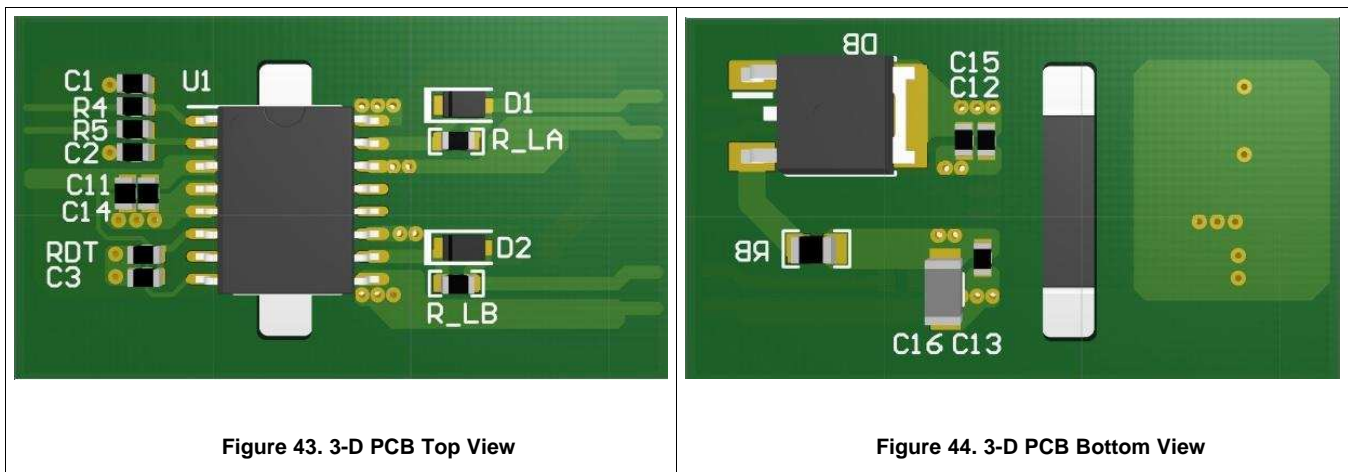 C1
U1
R4
R5
C2
C11
C14
RDT
C3
D1
R_LA
D2
R_LB
DB
C15
C12
RB
C16 C13
Figure 43. 3-D PCB Top View
Figure 44. 3-D PCB Bottom View